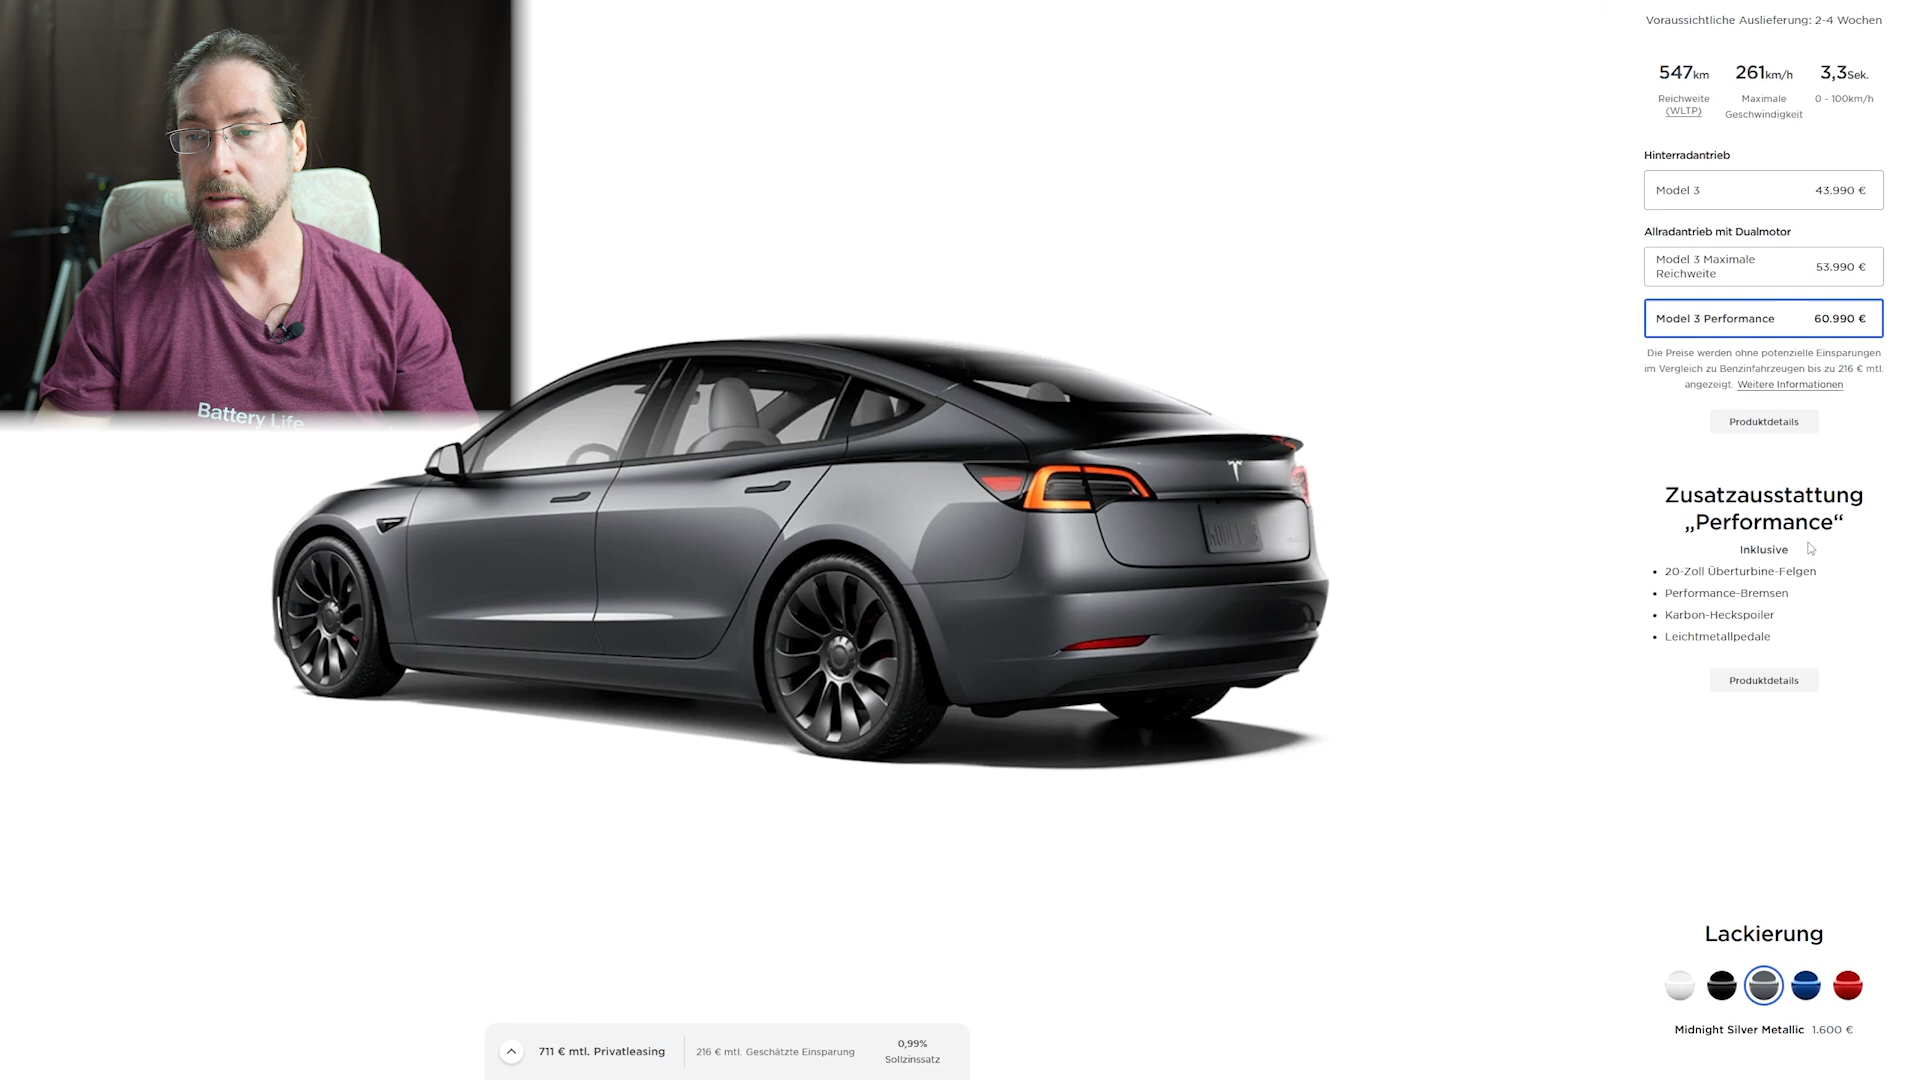 Battery Life
Voraussichtliche Auslieferung: 2-4 Wochen
547km
Reichweite
(WLTP)
261km/h
Maximale
Geschwindigkeit
3,3Sek.
0 - 100km/h
Hinterradantrieb
Model 3 43.990 €
Allradantrieb mit Dualmotor
Model 3 Maximale
Reichweite
53.990 €
Model 3 Performance 60.990 €
Die Preise werden ohne potenzielle Einsparungen
im Vergleich zu Benzinfahrzeugen bis zu 216 € mtl.
angezeigt. Weitere Informationen
Produktdetails
Zusatzausstattung
„Performance“
Inklusive
• 20-Zoll Überturbine-Felgen
• Performance-Bremsen
• Karbon-Heckspoiler
• Leichtmetallpedale
Produktdetails
Lackierung
Midnight Silver Metallic 1.600 €
711 € mtl. Privatleasing
216 € mtl. Geschätzte Einsparung
0,99%
Sollzinssatz